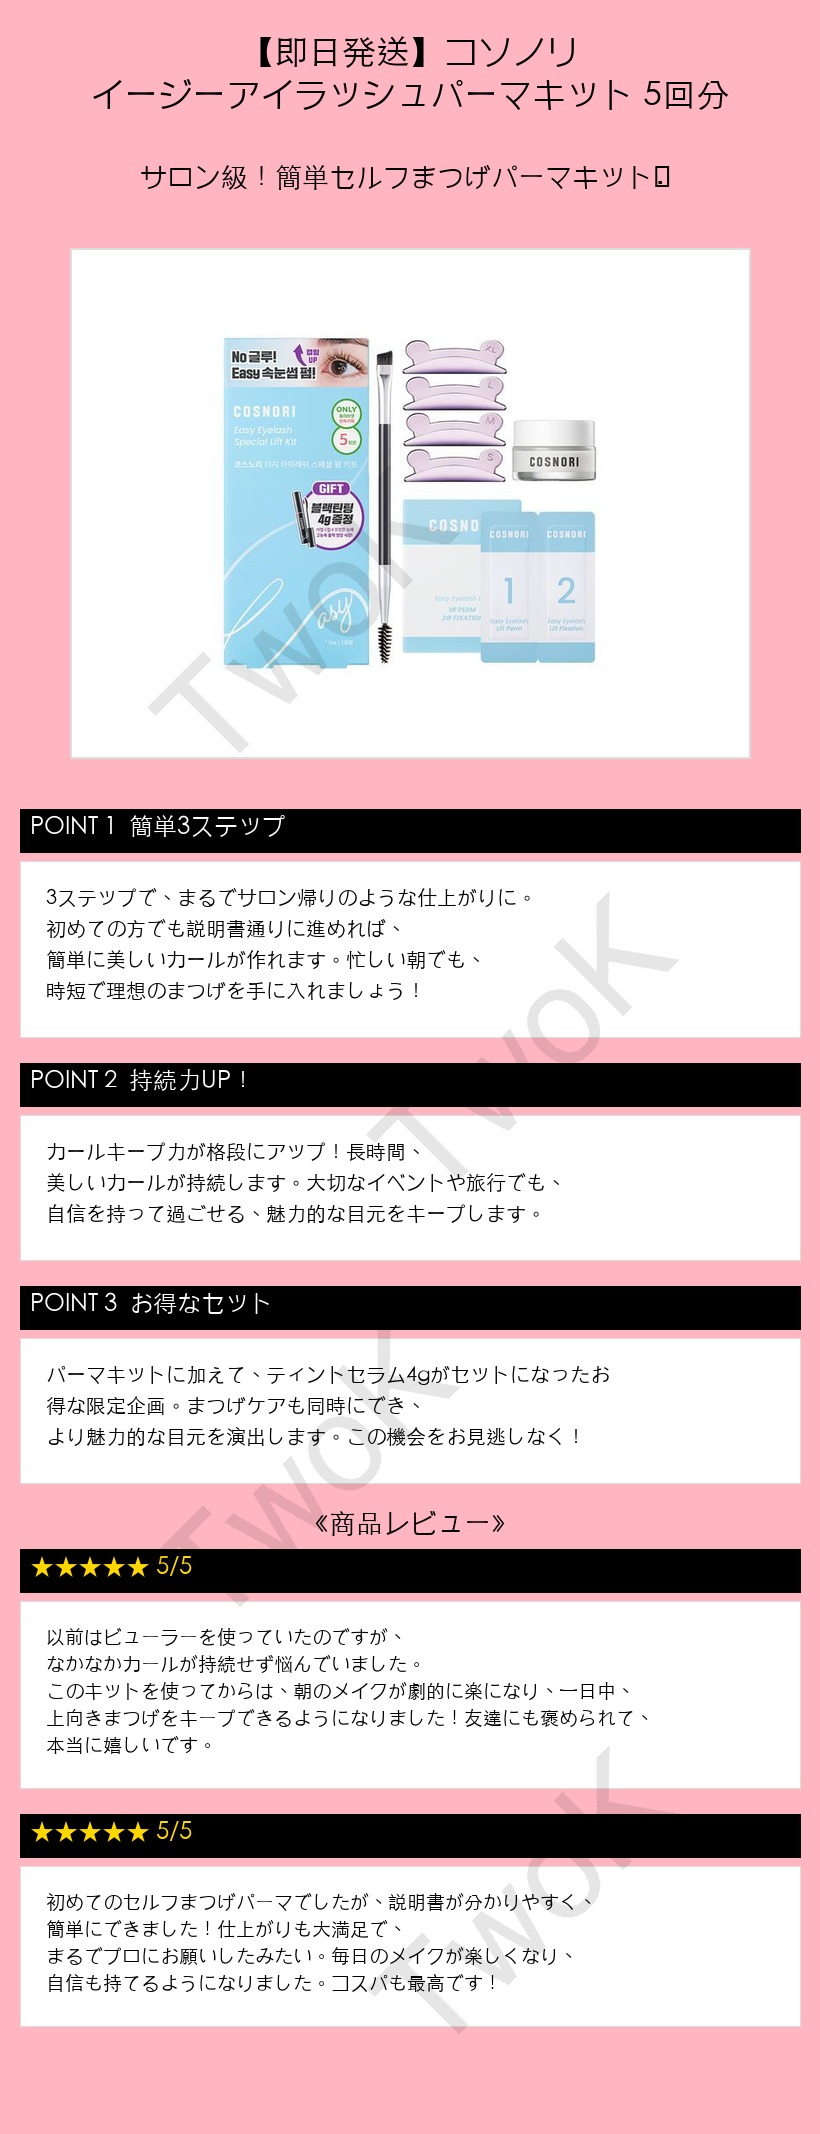 【即日発送】コソノリ
イージーアイラッシュパーマキット 5回分
サロン級！簡単セルフまつげパーマキット
No 글루!
컬링 UP
Easy 속눈썹 펌!
COSNORI
Easy Eyelash
Special Lift Kit
ONLY
5회분
코스노리 이지 아이래쉬 스페셜 펌 키트
GIFT
블랙틴팅
4g 증정
asy
XL
L
M
S
COSNORI
COSNO
Easy Eyelash
1# PERM
2# FIXATION
COSNORI
1
Easy Eyelash
Lift Perm
COSNORI
2
Easy Eyelash
Lift Fixation
TwoK
POINT 1 簡単3ステップ
3ステップで、まるでサロン帰りのような仕上がりに。
初めての方でも説明書通りに進めれば、
簡単に美しいカールが作れます。忙しい朝でも、
時短で理想のまつげを手に入れましょう！
TwoK
POINT 2 持続力UP！
カールキープ力が格段にアップ！長時間、
美しいカールが持続します。大切なイベントや旅行でも、
自信を持って過ごせる、魅力的な目元をキープします。
POINT 3 お得なセット
パーマキットに加えて、ティントセラム4gがセットになったお
得な限定企画。まつげケアも同時にでき、
より魅力的な目元を演出します。この機会をお見逃しなく！
TwoK
《商品レビュー》
★★★★★ 5/5
以前はビューラーを使っていたのですが、
なかなかカールが持続せず悩んでいました。
このキットを使ってからは、朝のメイクが劇的に楽になり、一日中、
上向きまつげをキープできるようになりました！友達にも褒められて、
本当に嬉しいです。
★★★★★ 5/5
初めてのセルフまつげパーマでしたが、説明書が分かりやすく、
簡単にできました！仕上がりも大満足で、
まるでプロにお願いしたみたい。毎日のメイクが楽しくなり、
自信も持てるようになりました。コスパも最高です！
TwoK